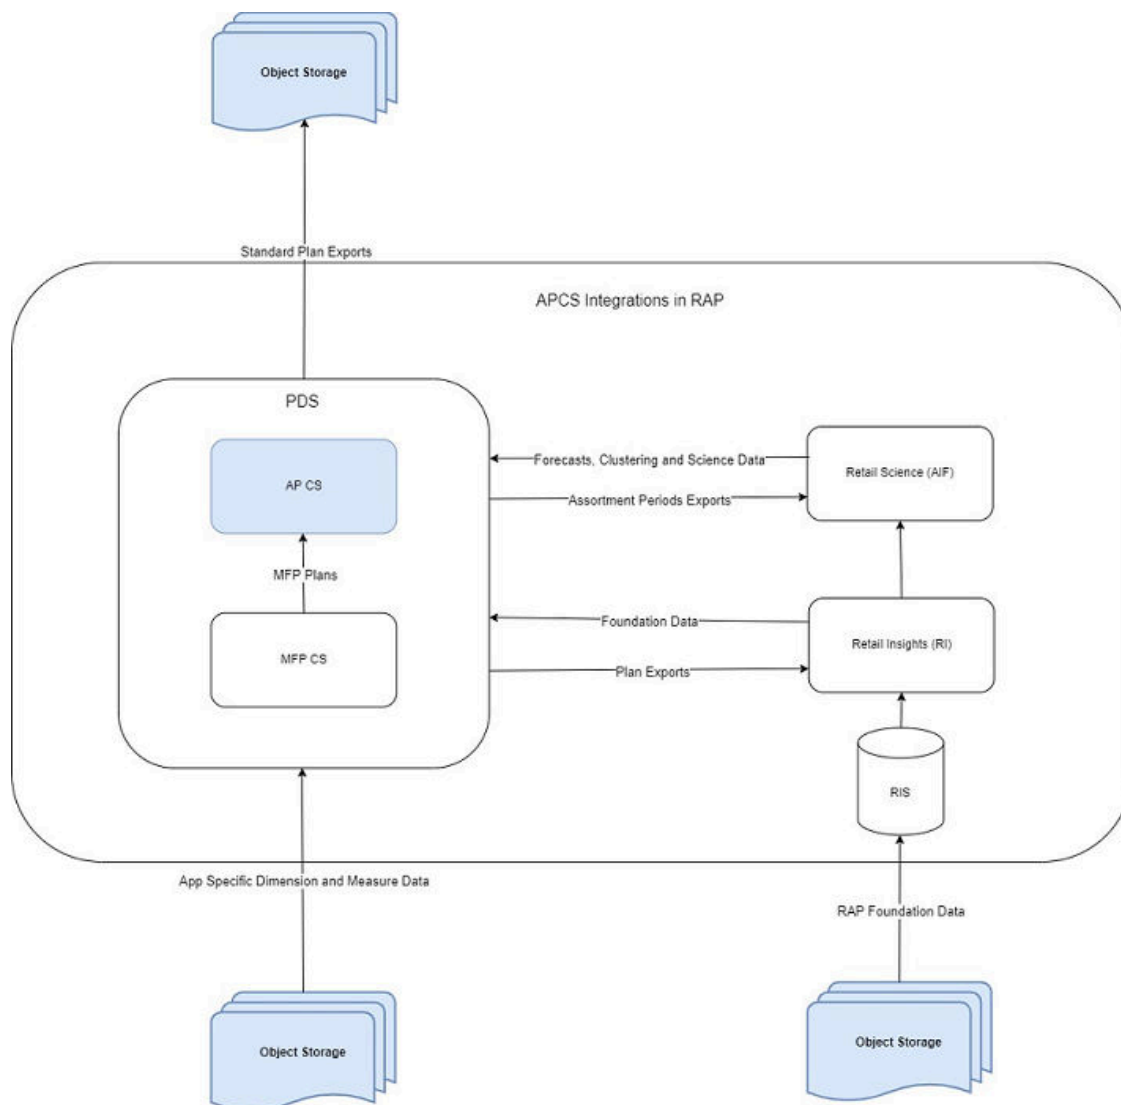 Object Storage
Standard Plan Exports
APCS Integrations in RAP
PDS
AP CS
Forecasts, Clustering and Science Data
Retail Science (AIF)
Assortment Periods Exports
MFP Plans
Foundation Data
Retail Insights (RI)
MFP CS
Plan Exports
RIS
App Specific Dimension and Measure Data
RAP Foundation Data
Object Storage
Object Storage